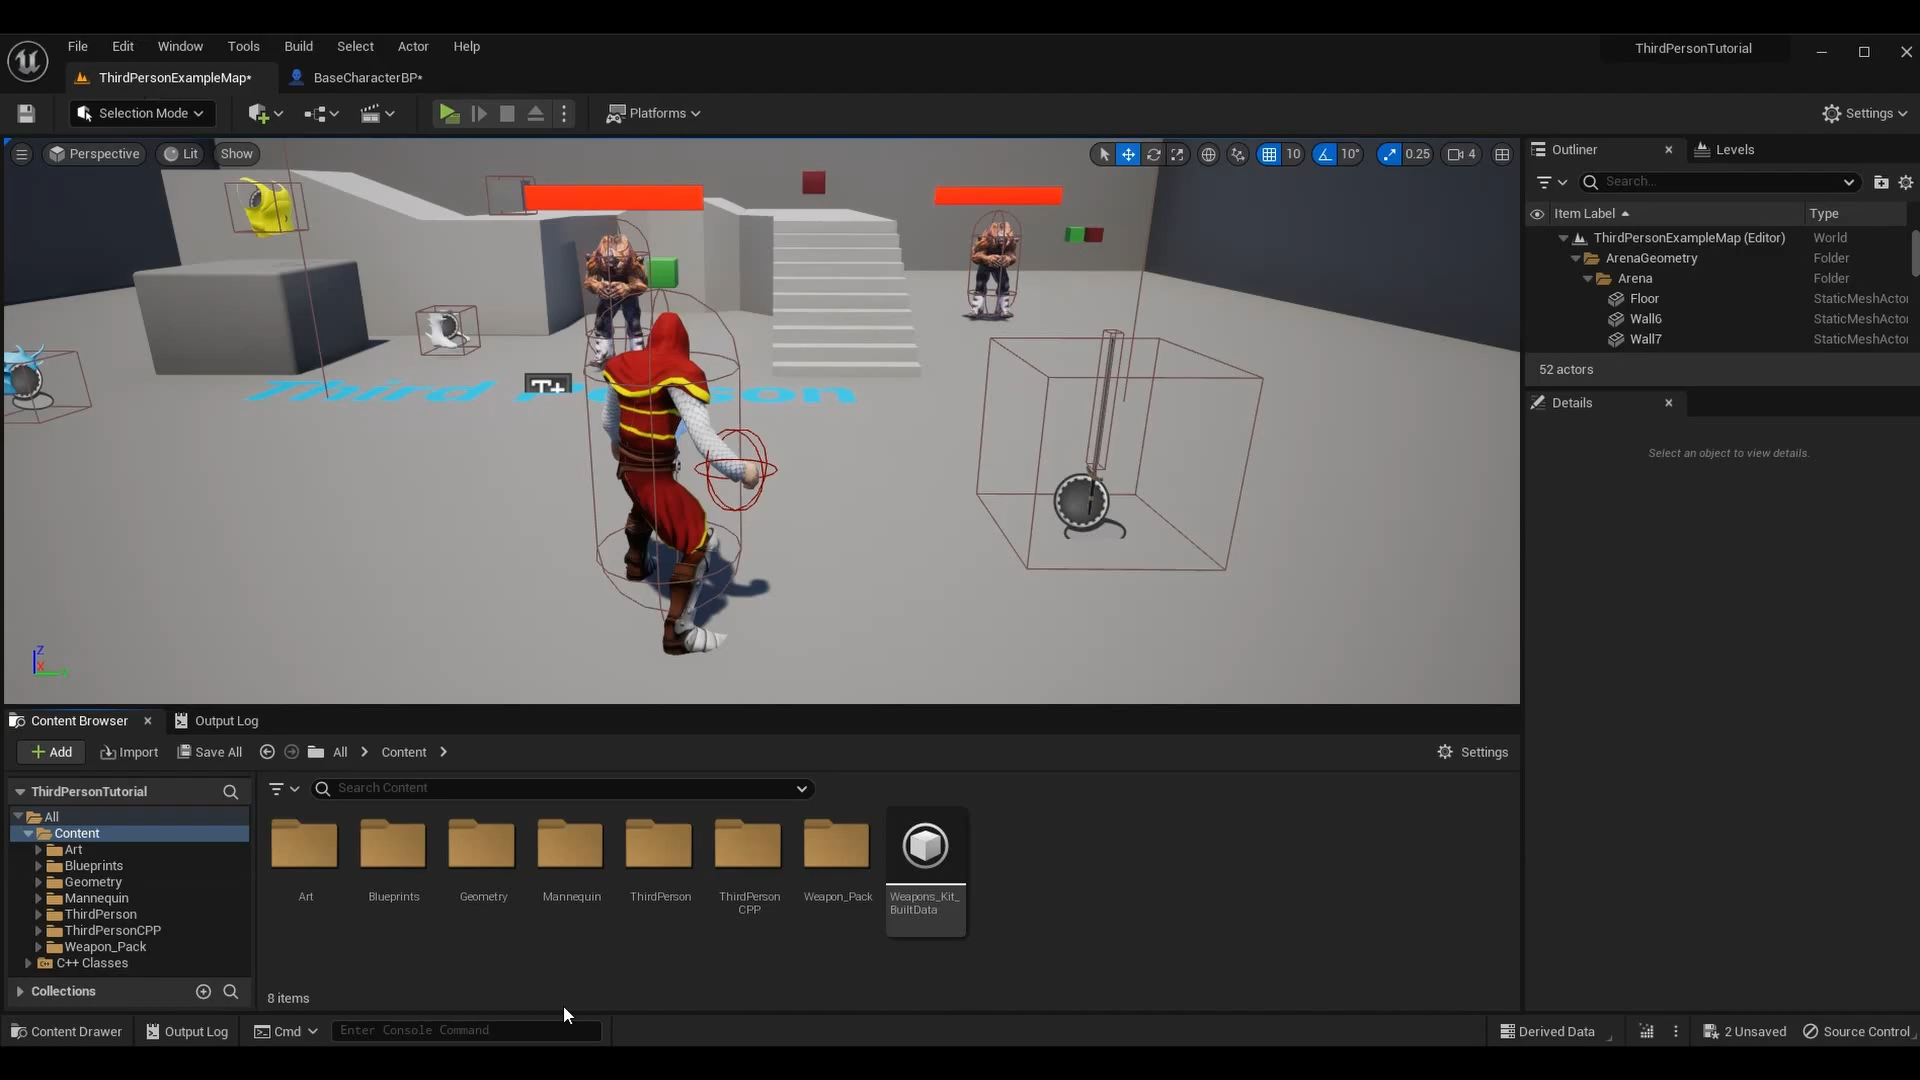 File Edit Window Tools Build Select Actor Help
ThirdPersonTutorial
ThirdPersonExampleMap*
BaseCharacterBP*
Selection Mode
Platforms
Settings
Perspective
Lit
Show
10
10°
0.25
4
Third Person
T+
Outliner
Levels
Search...
Item Label
Type
ThirdPersonExampleMap (Editor) World
ArenaGeometry Folder
Arena Folder
Floor StaticMeshActo
Wall6 StaticMeshActo
Wall7 StaticMeshActo
52 actors
Details
Select an object to view details.
Content Browser
Output Log
Add
Import
Save All
All
Content
Settings
ThirdPersonTutorial
Search Content
All
Content
Art
Blueprints
Geometry
Mannequin
ThirdPerson
ThirdPersonCPP
Weapon_Pack
C++ Classes
Art
Blueprints
Geometry
Mannequin
ThirdPerson
ThirdPerson
CPP
Weapon_Pack
Weapons_Kit_
BuiltData
Collections
8 items
Content Drawer
Output Log
Cmd
Enter Console Command
Derived Data
2 Unsaved
Source Control
Z
X